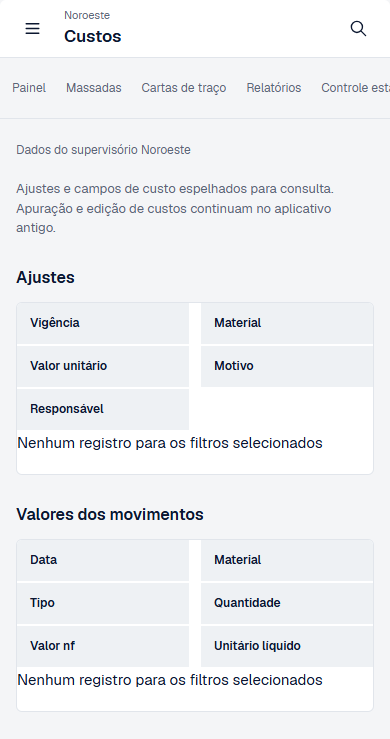 Noroeste
Custos
Painel Massadas Cartas de traço Relatórios Controle est
Dados do supervisório Noroeste
Ajustes e campos de custo espelhados para consulta.
Apuração e edição de custos continuam no aplicativo
antigo.
Ajustes
Vigência Material
Valor unitário Motivo
Responsável
Nenhum registro para os filtros selecionados
Valores dos movimentos
Data Material
Tipo Quantidade
Valor nf Unitário líquido
Nenhum registro para os filtros selecionados